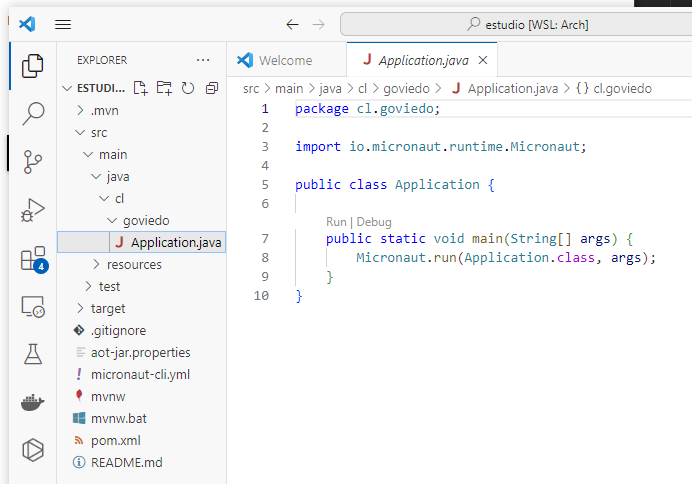 estudio [WSL: Arch]
EXPLORER
ESTUDI...
.mvn
src
main
java
cl
goviedo
Application.java
resources
test
target
.gitignore
aot-jar.properties
micronaut-cli.yml
mvnw
mvnw.bat
pom.xml
README.md
4
Welcome
Application.java
src > main > java > cl > goviedo > Application.java > {} cl.goviedo
1 package cl.goviedo;
2
3 import io.micronaut.runtime.Micronaut;
4
5 public class Application {
6
Run | Debug
7 public static void main(String[] args) {
8 Micronaut.run(Application.class, args);
9 }
10 }